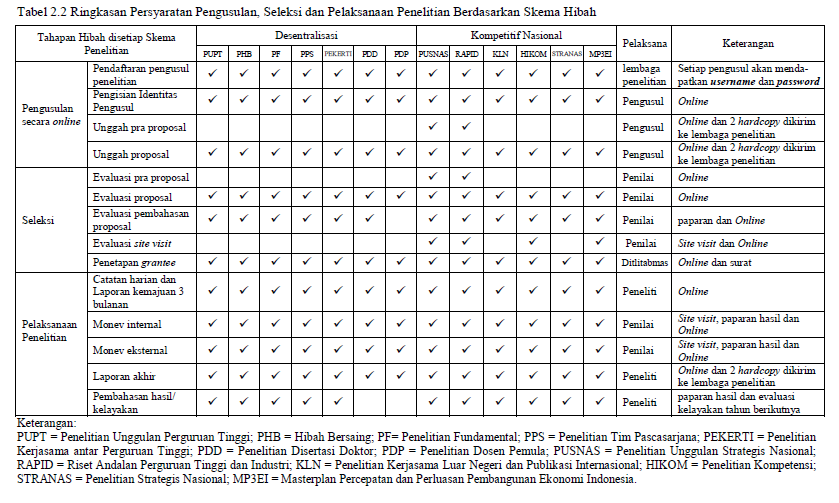 Tabel 2.2 Ringkasan Persyaratan Pengusulan, Seleksi dan Pelaksanaan Penelitian Berdasarkan Skema Hibah
Tahapan Hibah disetiap Skema Penelitian | Desentralisasi | Kompetitif Nasional | Pelaksana | Keterangan
PUPT | PHB | PF | PPS | PEKERTI | PDD | PDP | PUSNAS | RAPID | KLN | HIKOM | STRANAS | MP3EI
Pengusulan secara online | Pendaftaran pengusul penelitian | ✓ | ✓ | ✓ | ✓ | ✓ | ✓ | ✓ | ✓ | ✓ | ✓ | ✓ | ✓ | ✓ | lembaga penelitian | Setiap pengusul akan menda-patkan username dan password
Pengisian Identitas Pengusul | ✓ | ✓ | ✓ | ✓ | ✓ | ✓ | ✓ | ✓ | ✓ | ✓ | ✓ | ✓ | ✓ | Pengusul | Online
Unggah pra proposal | | | | | | | | ✓ | ✓ | | | | | Pengusul | Online dan 2 hardcopy dikirim ke lembaga penelitian
Unggah proposal | ✓ | ✓ | ✓ | ✓ | ✓ | ✓ | ✓ | ✓ | ✓ | ✓ | ✓ | ✓ | ✓ | Pengusul | Online dan 2 hardcopy dikirim ke lembaga penelitian
Seleksi | Evaluasi pra proposal | | | | | | | | ✓ | ✓ | | | | | Penilai | Online
Evaluasi proposal | ✓ | ✓ | ✓ | ✓ | ✓ | ✓ | ✓ | ✓ | ✓ | ✓ | ✓ | ✓ | ✓ | Penilai | Online
Evaluasi pembahasan proposal | ✓ | ✓ | ✓ | ✓ | ✓ | ✓ | | ✓ | ✓ | ✓ | ✓ | ✓ | ✓ | Penilai | paparan dan Online
Evaluasi site visit | | | | | | | | ✓ | ✓ | | ✓ | | ✓ | Penilai | Site visit dan Online
Penetapan grantee | ✓ | ✓ | ✓ | ✓ | ✓ | ✓ | ✓ | ✓ | ✓ | ✓ | ✓ | ✓ | ✓ | Ditlitabmas | Online dan surat
Pelaksanaan Penelitian | Catatan harian dan Laporan kemajuan 3 bulanan | ✓ | ✓ | ✓ | ✓ | ✓ | ✓ | ✓ | ✓ | ✓ | ✓ | ✓ | ✓ | ✓ | Peneliti | Online
Monev internal | ✓ | ✓ | ✓ | ✓ | ✓ | ✓ | ✓ | ✓ | ✓ | ✓ | ✓ | ✓ | ✓ | Penilai | Site visit, paparan hasil dan Online
Monev eksternal | ✓ | ✓ | ✓ | ✓ | ✓ | ✓ | ✓ | ✓ | ✓ | ✓ | ✓ | ✓ | ✓ | Penilai | Site visit, paparan hasil dan Online
Laporan akhir | ✓ | ✓ | ✓ | ✓ | ✓ | ✓ | ✓ | ✓ | ✓ | ✓ | ✓ | ✓ | ✓ | Peneliti | Online dan 2 hardcopy dikirim ke lembaga penelitian
Pembahasan hasil/ kelayakan | ✓ | ✓ | ✓ | ✓ | ✓ | | | ✓ | ✓ | ✓ | ✓ | ✓ | ✓ | Peneliti | paparan hasil dan evaluasi kelayakan tahun berikutnya
Keterangan:
PUPT = Penelitian Unggulan Perguruan Tinggi; PHB = Hibah Bersaing; PF= Penelitian Fundamental; PPS = Penelitian Tim Pascasarjana; PEKERTI = Penelitian
Kerjasama antar Perguruan Tinggi; PDD = Penelitian Disertasi Doktor; PDP = Penelitian Dosen Pemula; PUSNAS = Penelitian Unggulan Strategis Nasional;
RAPID = Riset Andalan Perguruan Tinggi dan Industri; KLN = Penelitian Kerjasama Luar Negeri dan Publikasi Internasional; HIKOM = Penelitian Kompetensi;
STRANAS = Penelitian Strategis Nasional; MP3EI = Masterplan Percepatan dan Perluasan Pembangunan Ekonomi Indonesia.